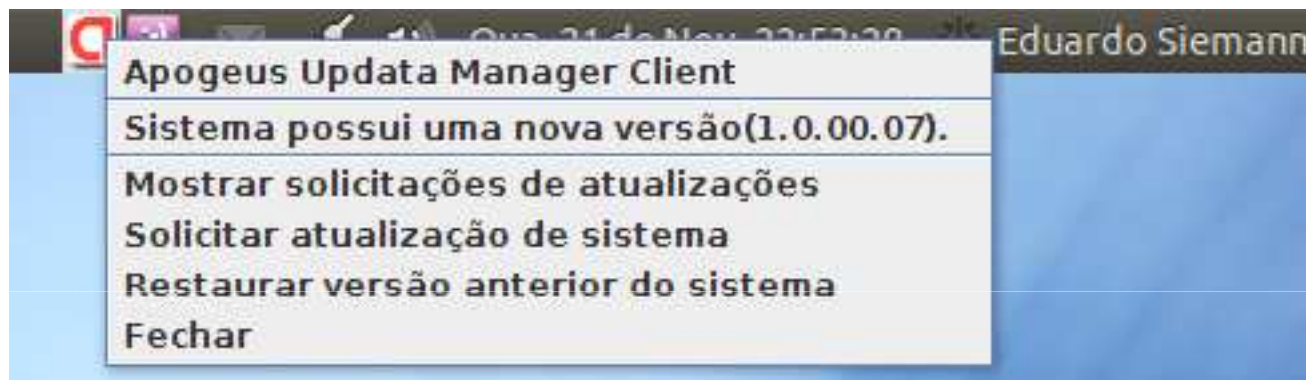 Eduardo Siemann
Apogeus Updata Manager Client
Sistema possui uma nova versão(1.0.00.07).
Mostrar solicitações de atualizações
Solicitar atualização de sistema
Restaurar versão anterior do sistema
Fechar